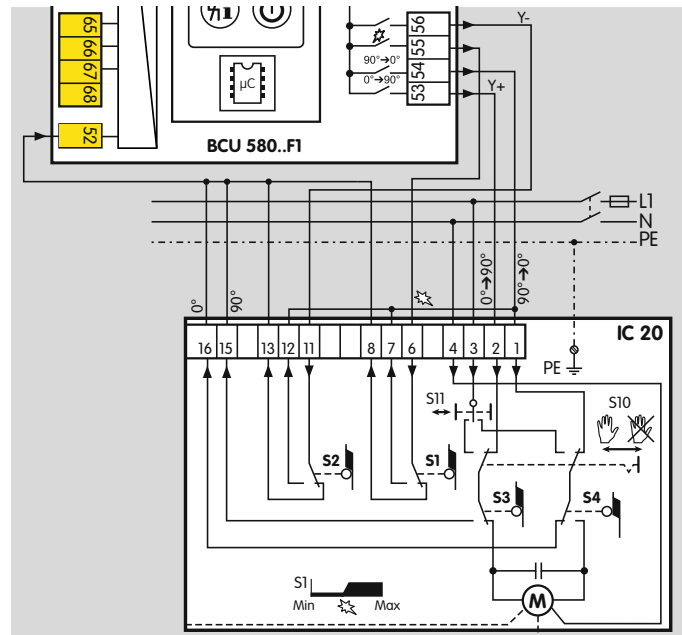 65
66
67
68
52
µC
BCU 580..F1
90°→0°
0°→90°
56
55
54
53
Y-
Y+
L1
N
PE
0°
90°
0°→90°
90°→0°
IC 20
16 15 13 12 11 8 7 6 4 3 2 1
PE
S11
S10
S2
S1
S3
S4
S1
Min Max
M